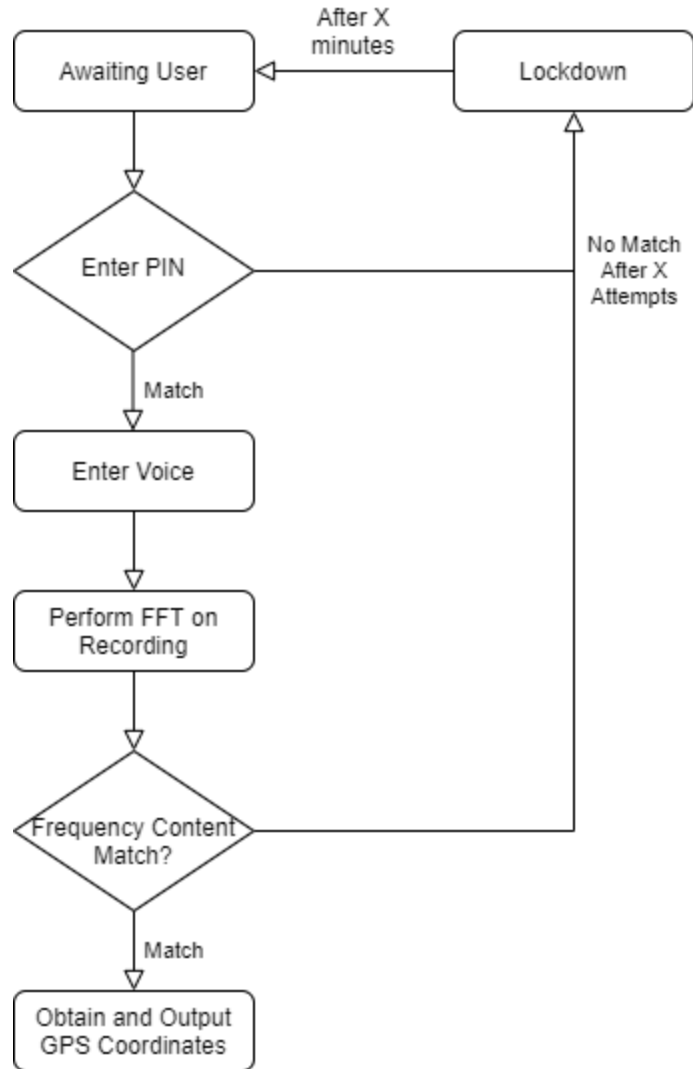 After X
minutes
Awaiting User
Lockdown
Enter PIN
No Match
After X
Attempts
Match
Enter Voice
Perform FFT on
Recording
Frequency Content
Match?
Match
Obtain and Output
GPS Coordinates